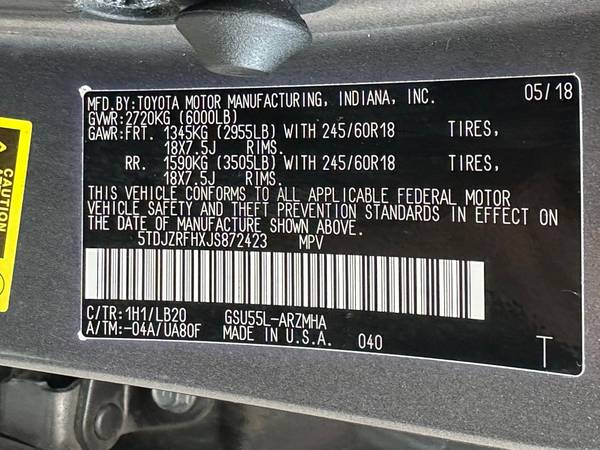 MFD.BY:TOYOTA MOTOR MANUFACTURING, INDIANA, INC. 05/18
GVWR:2720KG (6000LB)
GAWR:FRT. 1345KG (2955LB) WITH 245/60R18 TIRES,
18X7.5J RIMS.
RR. 1590KG (3505LB) WITH 245/60R18 TIRES,
18X7.5J RIMS.
THIS VEHICLE CONFORMS TO ALL APPLICABLE FEDERAL MOTOR
VEHICLE SAFETY AND THEFT PREVENTION STANDARDS IN EFFECT ON
THE DATE OF MANUFACTURE SHOWN ABOVE.
5TDJZRFHXJS872423 MPV
C/TR:1H1/LB20 GSU55L-ARZMHA
A/TM:-04A/UA80F MADE IN U.S.A. 040
T
CAUTION